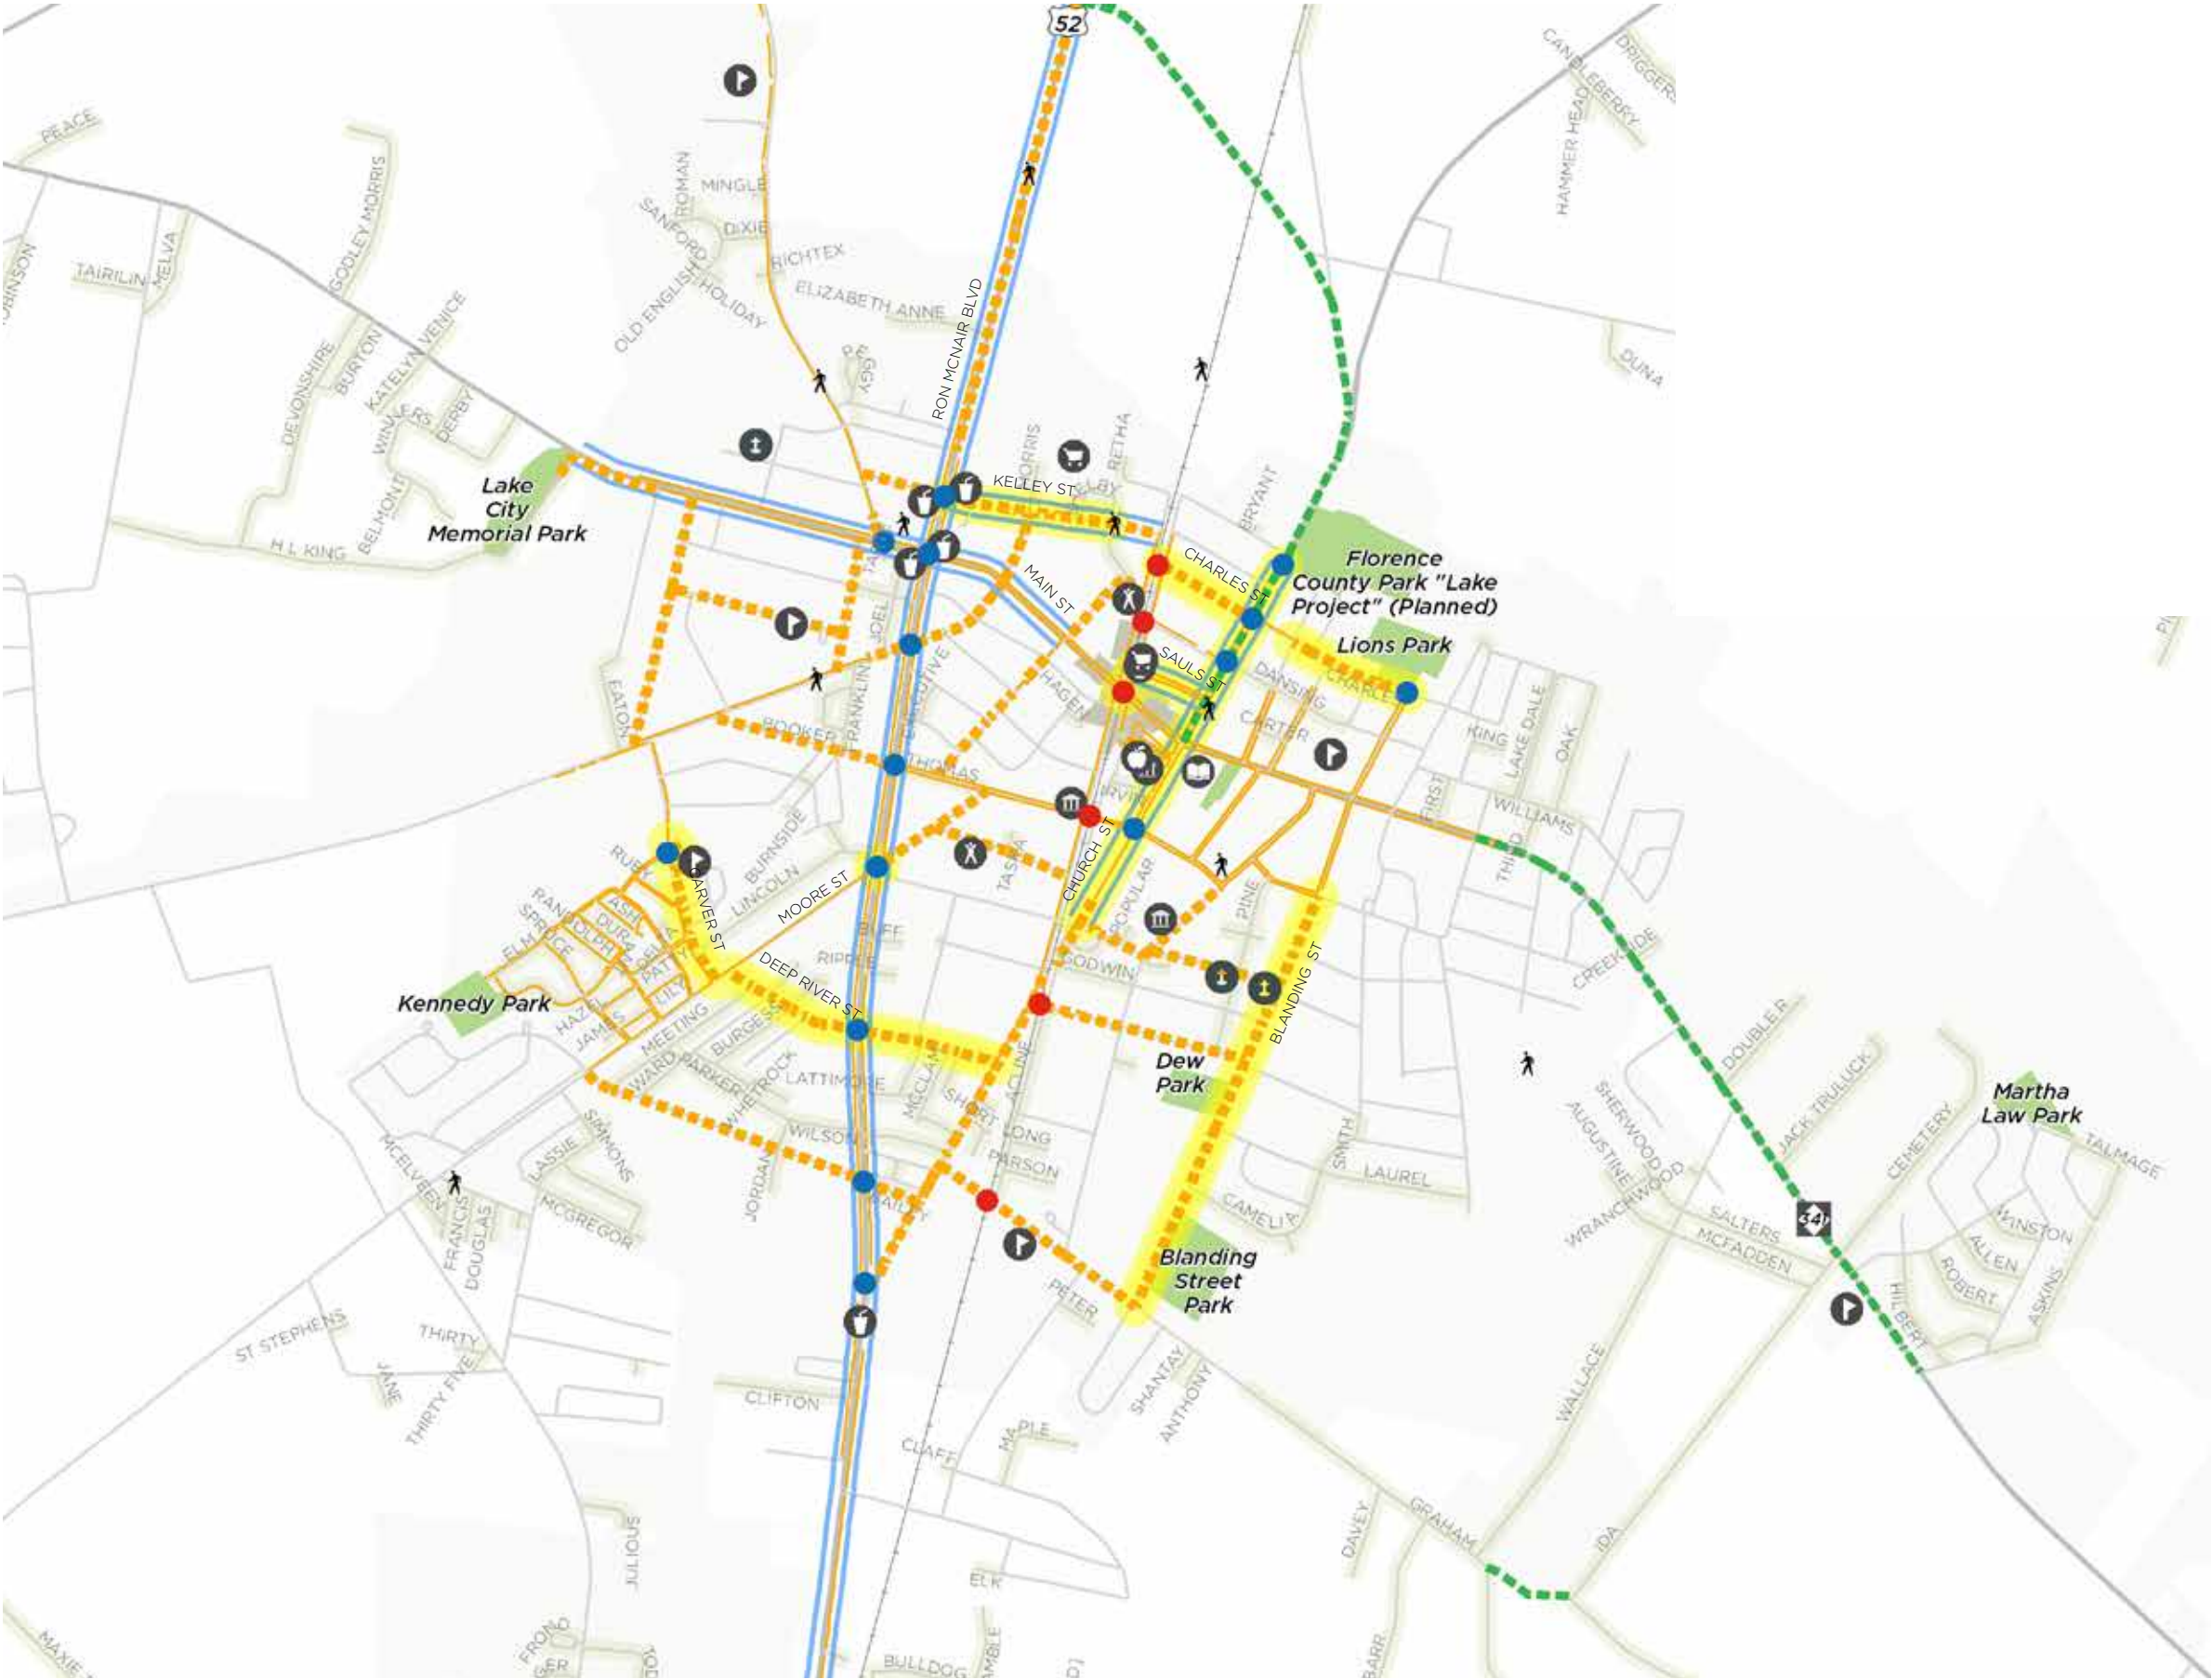 52
CANDLEBERRY
HAMMER HEAD
PEACE
GODLEY MORRIS
ROMAN
MINGLE
SANFORD
DIXIE
RICHTEX
OLD ENGLISH
HOLIDAY
ELIZABETH ANNE
TAIRILIN
MELVA
RON MCNAIR BLVD
PEGGY
DUNA
DEVONSHIRE
BURTON
KATELYN
VENICE
WINNERS
DERBY
BELMONT
H L KING
Lake
City
Memorial Park
RETHA
KELLEY ST
BRYANT
CHARLES ST
MAIN ST
Florence
County Park "Lake
Project" (Planned)
Lions Park
JOEL
SAULS ST
DANSING
HAGEN
CARTER
EATON
FRANKLIN
BOOKER
THOMAS
KING
LAKE DALE
OAK
FIRST
WILLIAMS
THIRD
BURNSIDE
LINCOLN
MOORE ST
TASHA
CHURCH ST
POPULAR
PINE
RUBY
CARVER ST
ASH
RANDOLPH
SPRUCE
ELM
PATTY
LILY
HAZEL
JAMES
Kennedy Park
DEEP RIVER ST
RIPPLE
GODWIN
BLANDING ST
CREEKSIDE
MEETING
BURGESS
WARD
PARKER
WHETROCK
LATTIMORE
MCCLAM
ACLINE
SHORT
LONG
WILSON
PARSON
JORDAN
Dew
Park
DOUBLE R
JACK TRULUCK
SHERWOOD
AUGUSTINE
WRANCHWOOD
CEMETERY
Martha
Law Park
TALMAGE
SIMMONS
LASSIE
MCELVEEN
FRANCIS
DOUGLAS
MCGREGOR
SMITH
LAUREL
CAMELIA
SALTERS
MCFADDEN
341
WINSTON
ALLEN
ROBERT
HILBERT
ASKINS
Blanding
Street
Park
PETER
ST STEPHENS
THIRTY
JANE
THIRTY FIVE
CLIFTON
SHANTAY
ANTHONY
WALLACE
MAPLE
GRAHAM
DAVEY
IDA
JULIOUS
ELK
BULLDOG
BARR
MAXIE